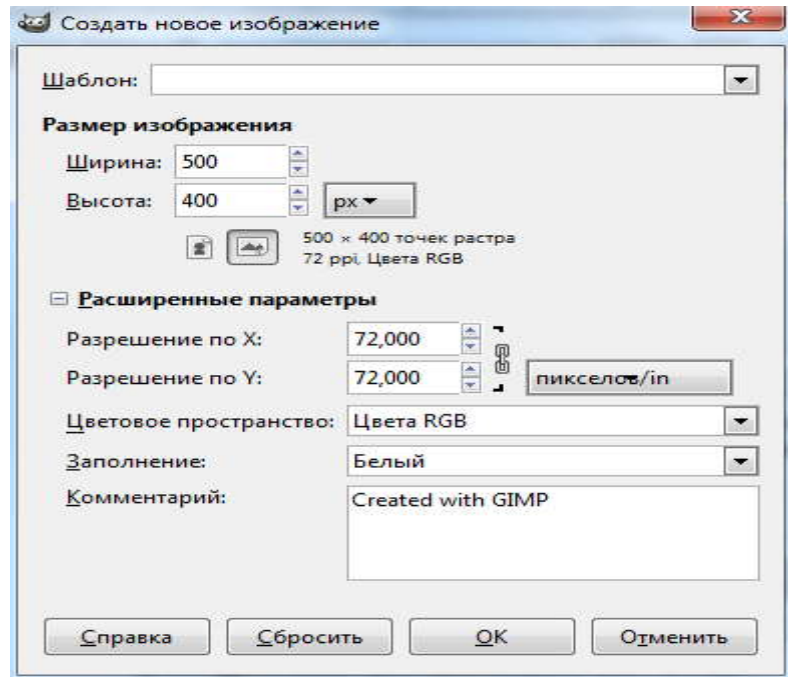 Создать новое изображение
Шаблон:
Размер изображения
Ширина: 500
Высота: 400 px
500 × 400 точек растра
72 ppi, Цвета RGB
Расширенные параметры
Разрешение по X: 72,000
Разрешение по Y: 72,000 пикселов/in
Цветовое пространство: Цвета RGB
Заполнение: Белый
Комментарий: Created with GIMP
Справка Сбросить OK Отменить